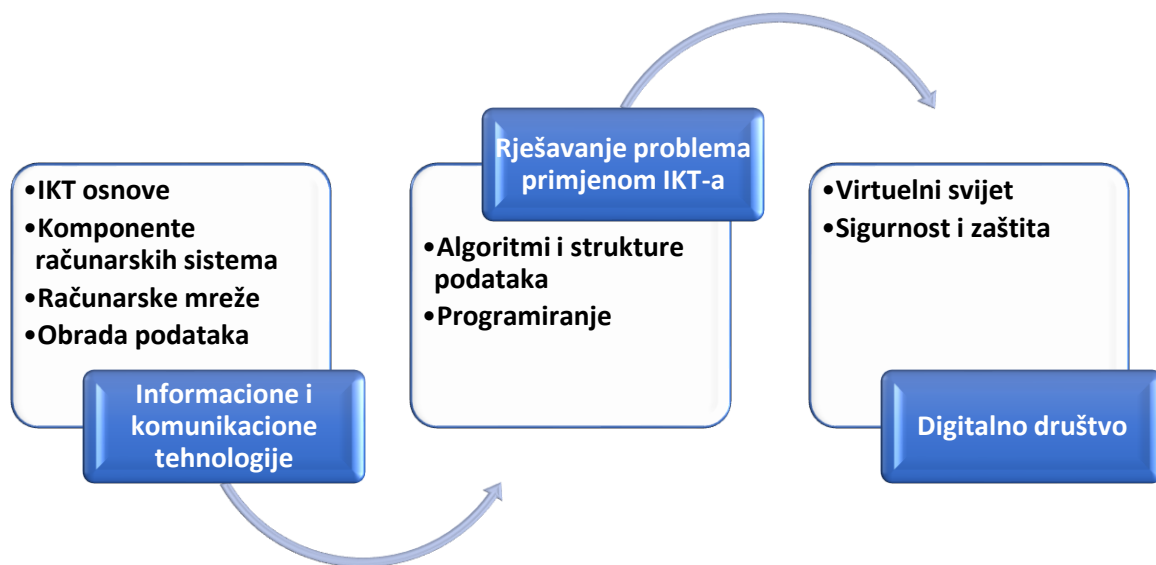 •IKT osnove
•Komponente
računarskih sistema
•Računarske mreže
•Obrada podataka
Informacione i
komunikacione
tehnologije
Rješavanje problema
primjenom IKT-a
•Algoritmi i strukture
podataka
•Programiranje
•Virtuelni svijet
•Sigurnost i zaštita
Digitalno društvo